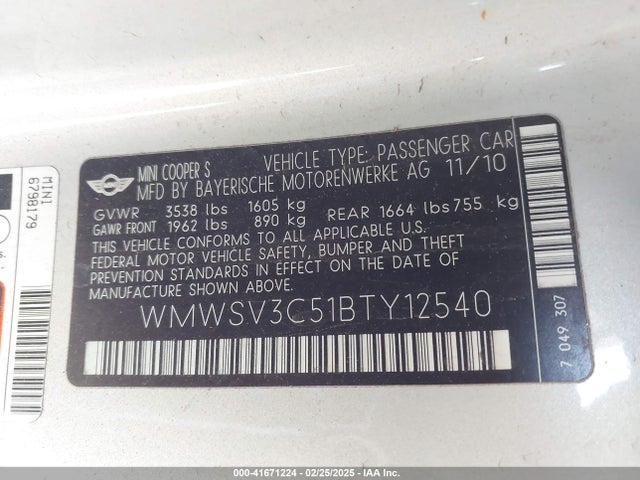 MINI COOPER S VEHICLE TYPE: PASSENGER CAR
MFD BY BAYERISCHE MOTORENWERKE AG 11/10
GVWR 3538 lbs 1605 kg
GAWR FRONT 1962 lbs 890 kg REAR 1664 lbs 755 kg
THIS VEHICLE CONFORMS TO ALL APPLICABLE U.S.
FEDERAL MOTOR VEHICLE SAFETY, BUMPER AND THEFT
PREVENTION STANDARDS IN EFFECT ON THE DATE OF
MANUFACTURE SHOWN ABOVE.
WMWSV3C51BTY12540
7 049 307
MINI
6798179
000-41671224 - 02/25/2025 - IAA Inc.